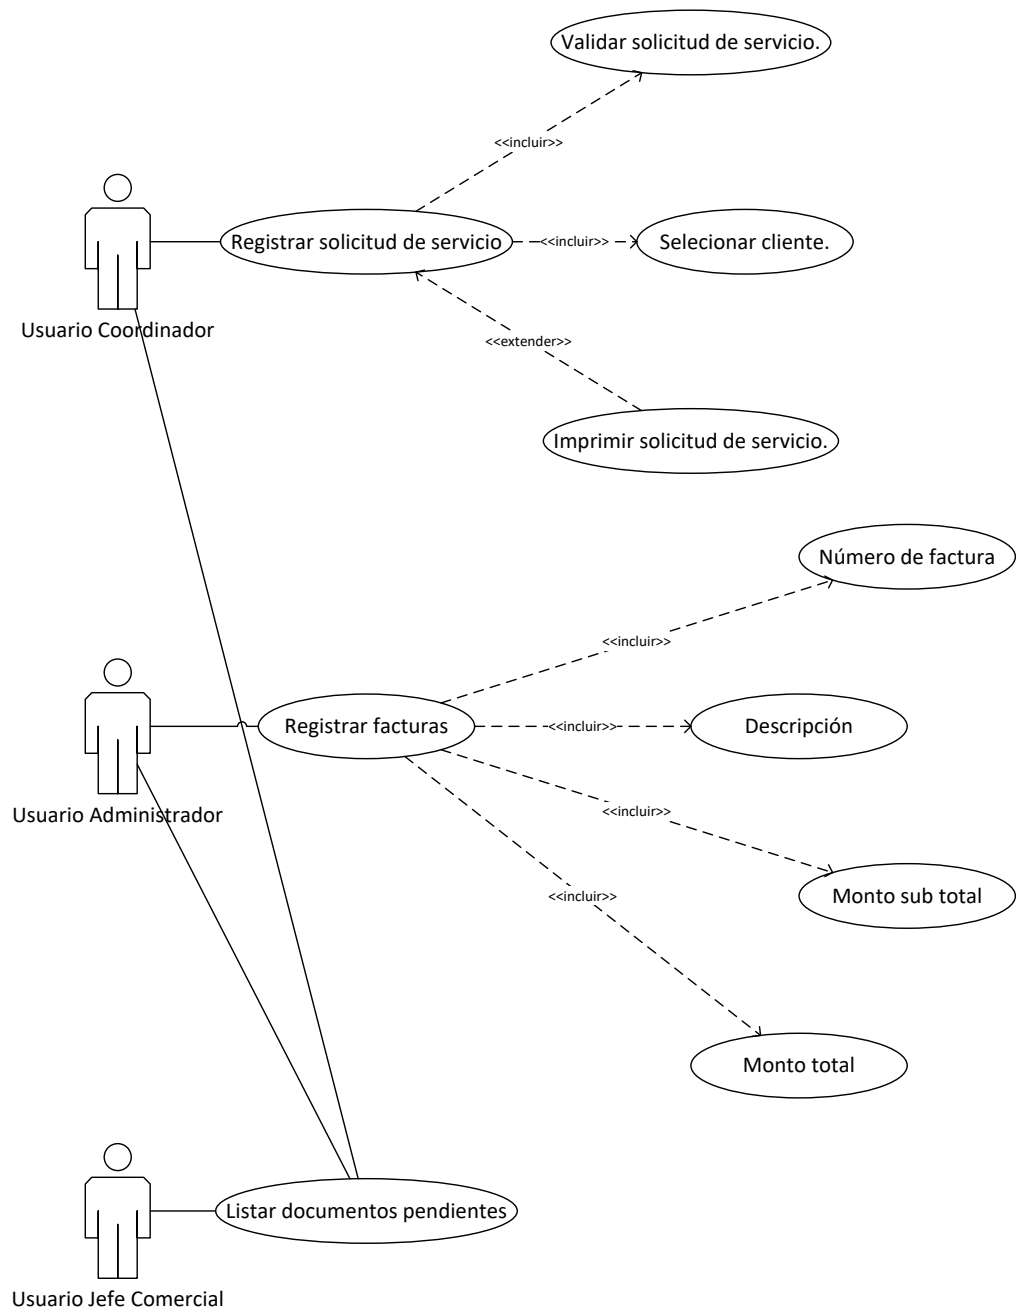 Validar solicitud de servicio.
<<incluir>>
Registrar solicitud de servicio
<<incluir>>
Selecionar cliente.
Usuario Coordinador
<<extender>>
Imprimir solicitud de servicio.
Número de factura
<<incluir>>
Registrar facturas
<<incluir>>
Descripción
Usuario Administrador
<<incluir>>
Monto sub total
<<incluir>>
Monto total
Listar documentos pendientes
Usuario Jefe Comercial